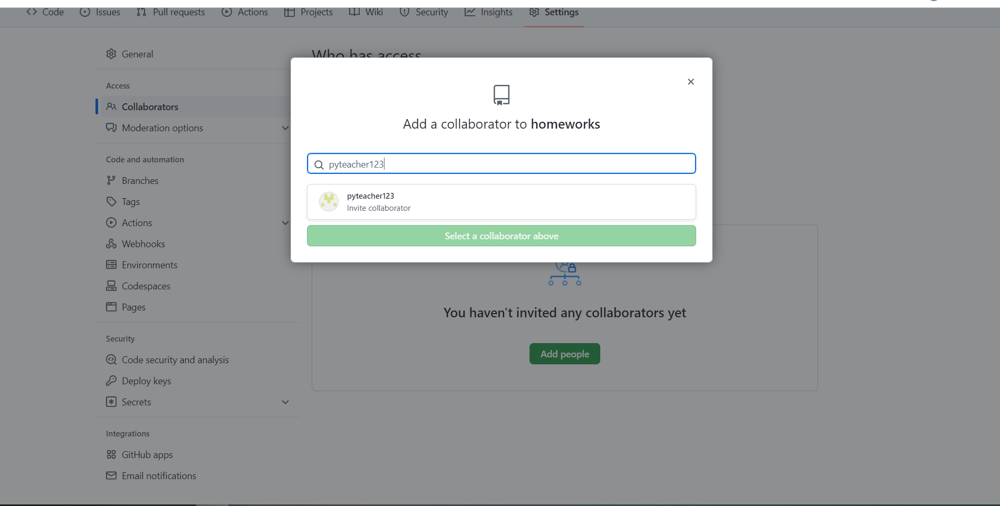 Code Issues Pull requests Actions Projects Wiki Security Insights Settings
General
Access
Collaborators
Moderation options
Code and automation
Branches
Tags
Actions
Webhooks
Environments
Codespaces
Pages
Security
Code security and analysis
Deploy keys
Secrets
Integrations
GitHub apps
Email notifications
Who has access
Add a collaborator to homeworks
pyteacher123
pyteacher123
Invite collaborator
Select a collaborator above
You haven't invited any collaborators yet
Add people